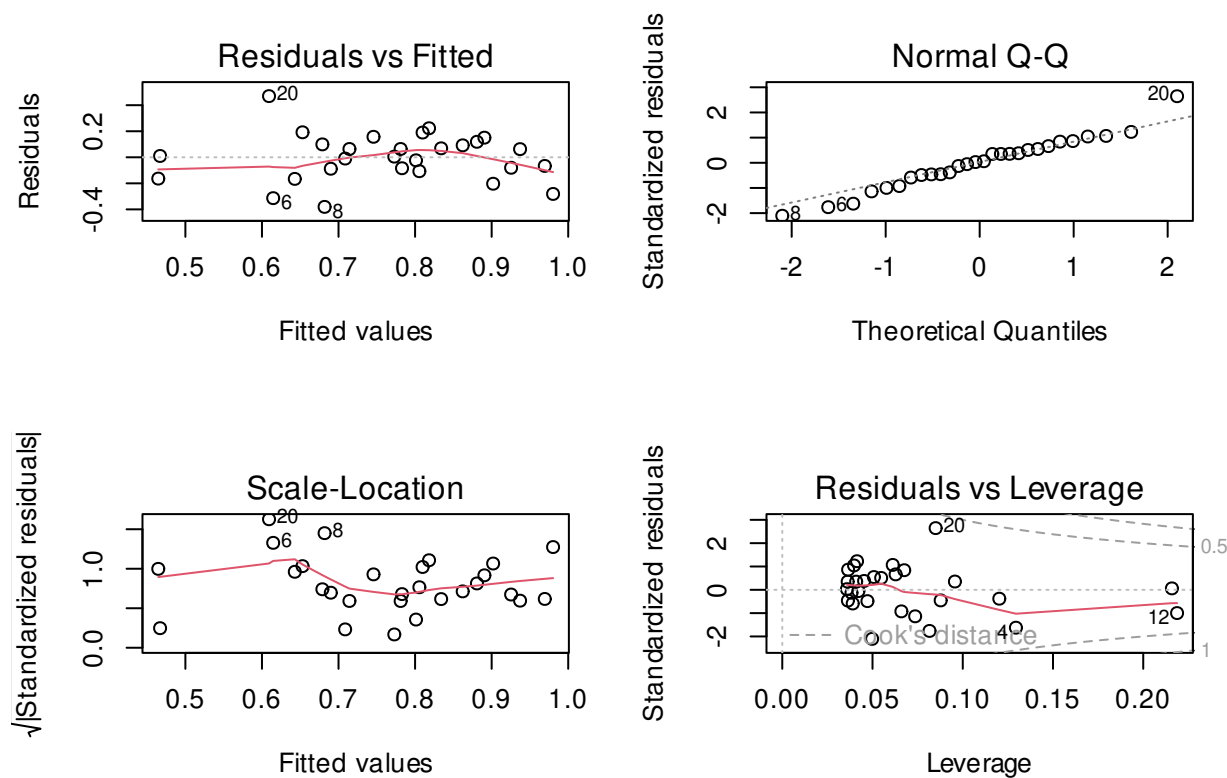 Residuals vs Fitted
Residuals
0.2
-0.4
20
6
8
0.5 0.6 0.7 0.8 0.9 1.0
Fitted values
Normal Q-Q
Standardized residuals
2
0
-2
20
8
6
-2 -1 0 1 2
Theoretical Quantiles
Scale-Location
√|Standardized residuals|
1.0
0.0
20
8
6
0.5 0.6 0.7 0.8 0.9 1.0
Fitted values
Residuals vs Leverage
Standardized residuals
2
0
-2
20
0.5
12
4
Cook's distance
1
0.00 0.05 0.10 0.15 0.20
Leverage